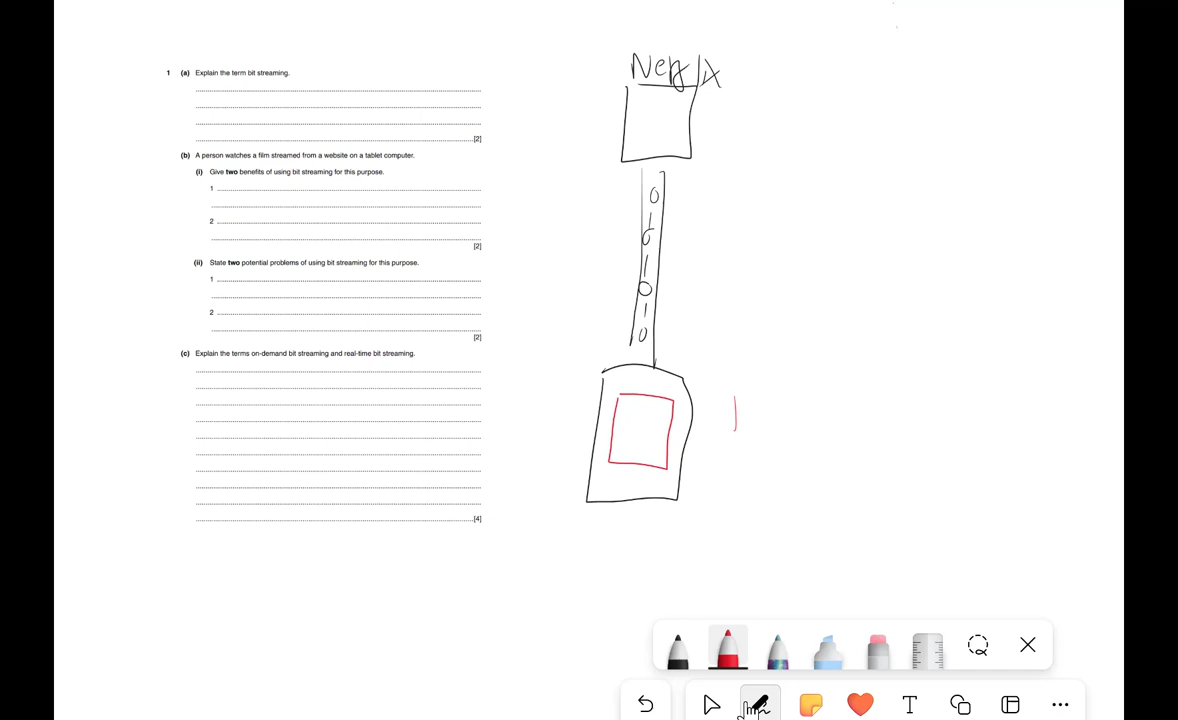 1 (a) Explain the term bit streaming.
[2]
(b) A person watches a film streamed from a website on a tablet computer.
(i) Give two benefits of using bit streaming for this purpose.
1
2
[2]
(ii) State two potential problems of using bit streaming for this purpose.
1
2
[2]
(c) Explain the terms on-demand bit streaming and real-time bit streaming.
[4]
0
1
0
1
0
1
0
T